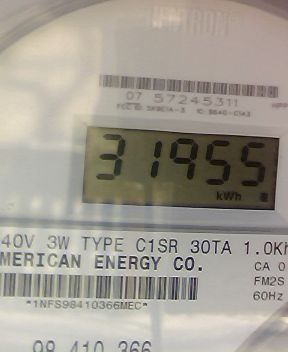 07 57245311
31955
kWh
40V 3W TYPE C1SR 30TA 1.0Kh
MERICAN ENERGY CO.
CA 0
FM2S
60Hz
*1NFS98410366MEC*
98 410 366